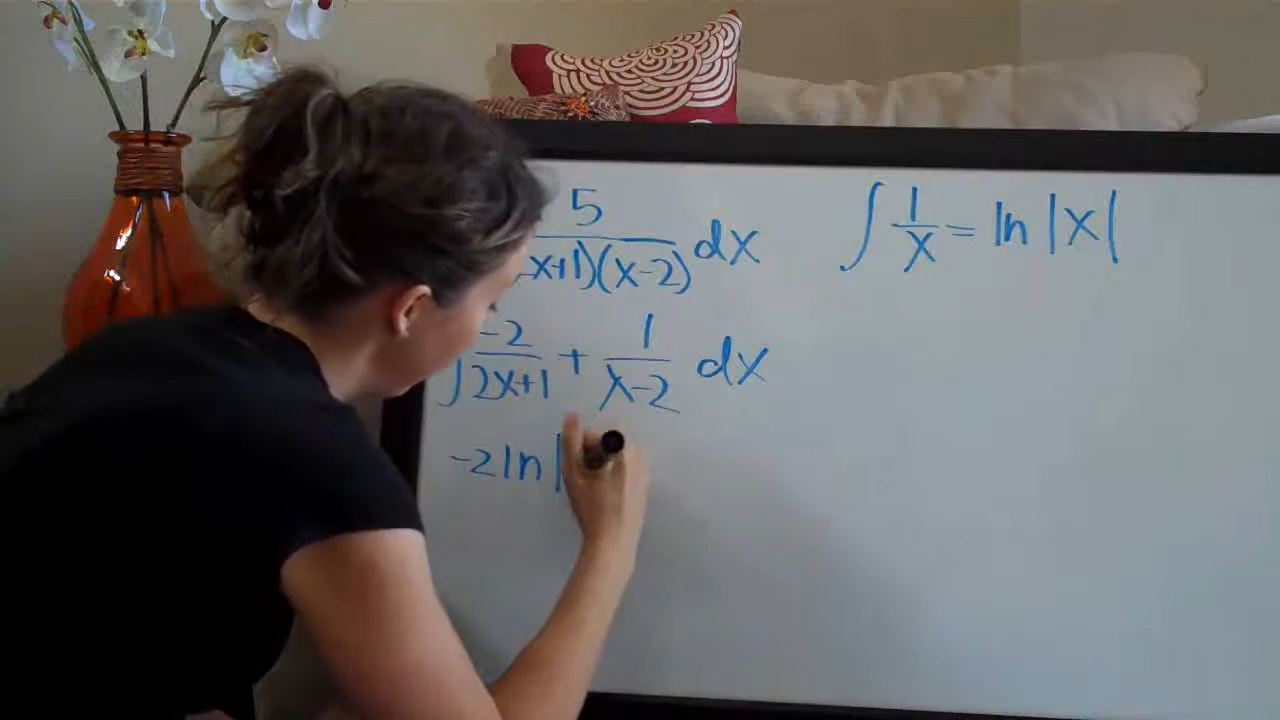 5
x+1)(x-2) dx
∫ 1/x = ln |x|
∫ -2/2x+1 + 1/x-2 dx
-2 ln |